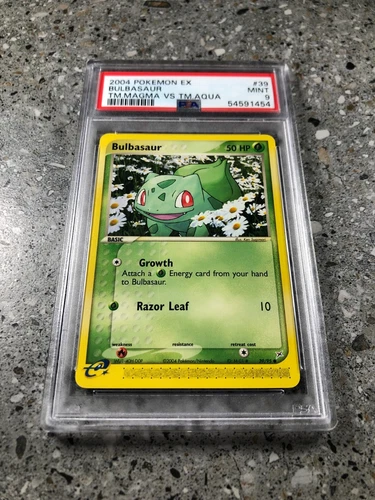 2004 POKEMON EX #39
BULBASAUR MINT
TM.MAGMA VS TM.AQUA 9
PSA 54591454
Bulbasaur 50 HP
BASIC
Growth
Attach a Energy card from your hand
to Bulbasaur.
Razor Leaf 10
weakness resistance retreat cost
©2004 Pokémon/Nintendo
e